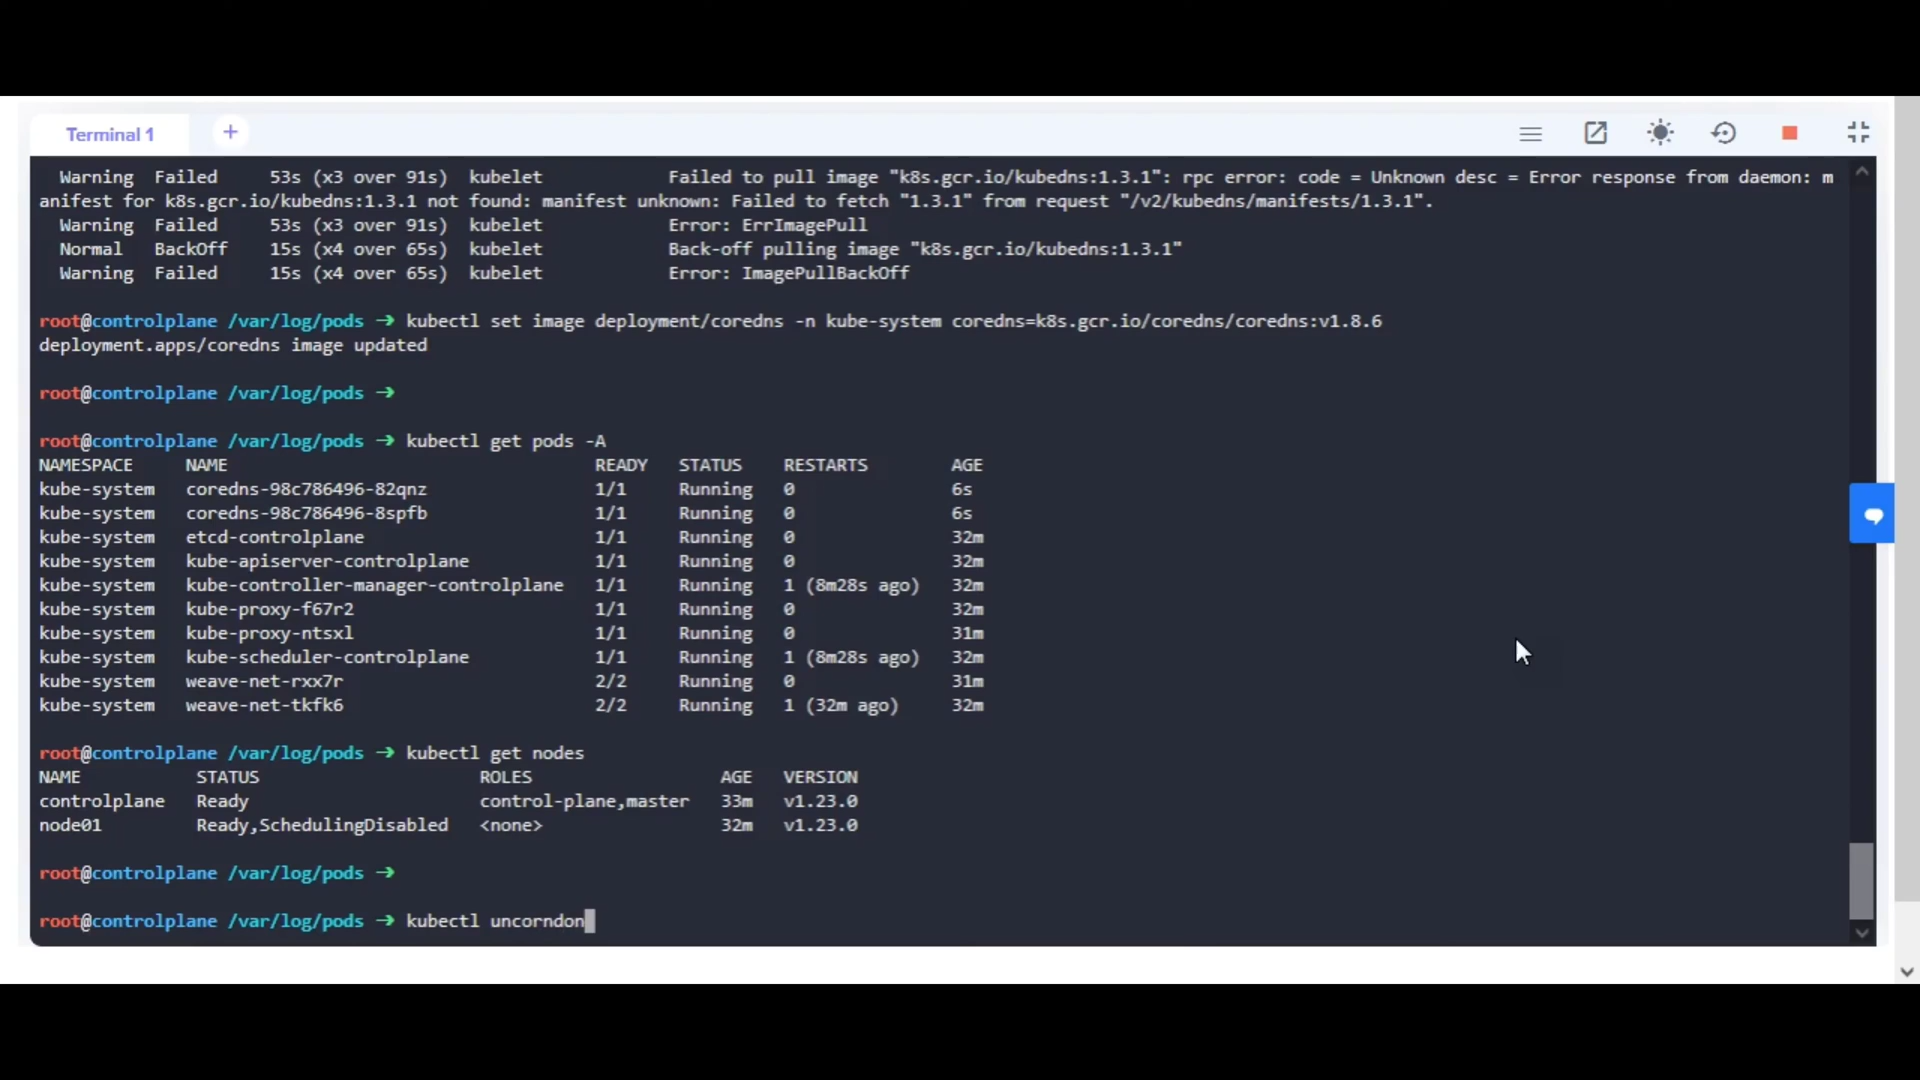 Terminal 1 +
Warning Failed 53s (x3 over 91s) kubelet Failed to pull image "k8s.gcr.io/kubedns:1.3.1": rpc error: code = Unknown desc = Error response from daemon: m
anifest for k8s.gcr.io/kubedns:1.3.1 not found: manifest unknown: Failed to fetch "1.3.1" from request "/v2/kubedns/manifests/1.3.1".
Warning Failed 53s (x3 over 91s) kubelet Error: ErrImagePull
Normal BackOff 15s (x4 over 65s) kubelet Back-off pulling image "k8s.gcr.io/kubedns:1.3.1"
Warning Failed 15s (x4 over 65s) kubelet Error: ImagePullBackOff
root@controlplane /var/log/pods → kubectl set image deployment/coredns -n kube-system coredns=k8s.gcr.io/coredns/coredns:v1.8.6
deployment.apps/coredns image updated
root@controlplane /var/log/pods →
root@controlplane /var/log/pods → kubectl get pods -A
NAMESPACE NAME READY STATUS RESTARTS AGE
kube-system coredns-98c786496-82qnz 1/1 Running 0 6s
kube-system coredns-98c786496-8spfb 1/1 Running 0 6s
kube-system etcd-controlplane 1/1 Running 0 32m
kube-system kube-apiserver-controlplane 1/1 Running 0 32m
kube-system kube-controller-manager-controlplane 1/1 Running 1 (8m28s ago) 32m
kube-system kube-proxy-f67r2 1/1 Running 0 32m
kube-system kube-proxy-ntsxl 1/1 Running 0 31m
kube-system kube-scheduler-controlplane 1/1 Running 1 (8m28s ago) 32m
kube-system weave-net-rxx7r 2/2 Running 0 31m
kube-system weave-net-tkfk6 2/2 Running 1 (32m ago) 32m
root@controlplane /var/log/pods → kubectl get nodes
NAME STATUS ROLES AGE VERSION
controlplane Ready control-plane,master 33m v1.23.0
node01 Ready,SchedulingDisabled <none> 32m v1.23.0
root@controlplane /var/log/pods →
root@controlplane /var/log/pods → kubectl uncorndon